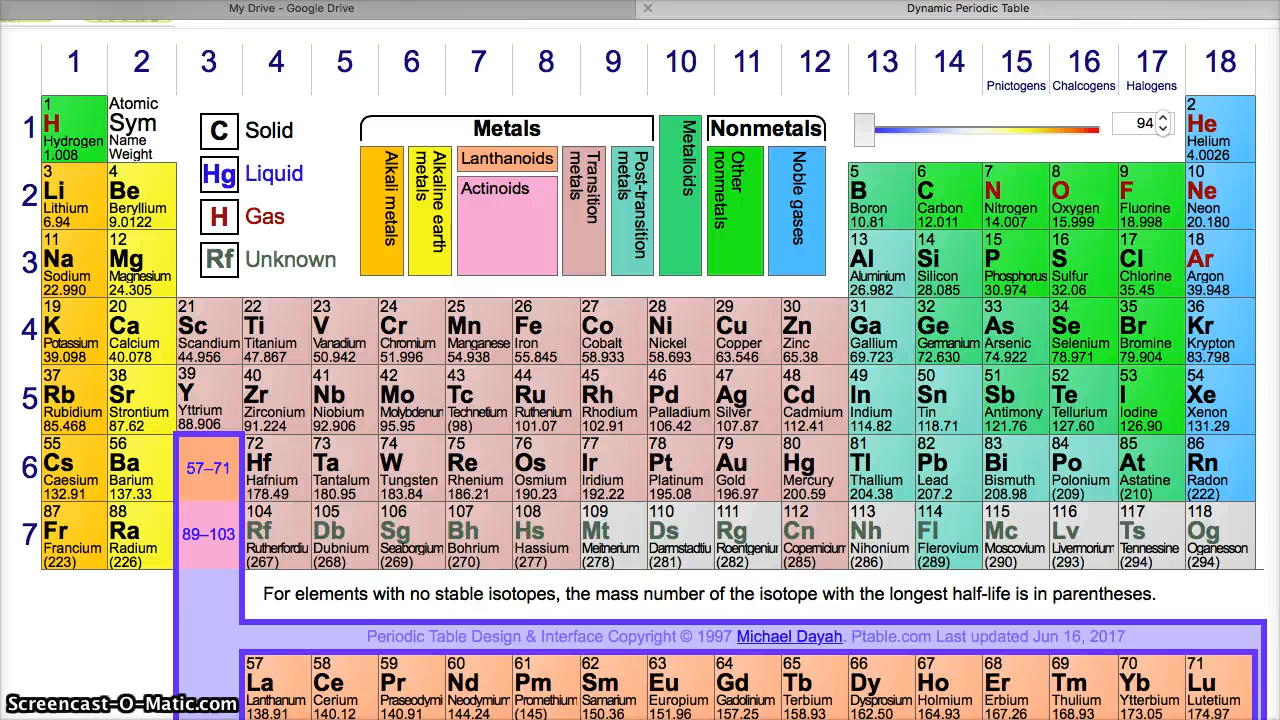 My Drive - Google Drive
Dynamic Periodic Table
1 2 3 4 5 6 7 8 9 10 11 12 13 14 15 16 17 18
Pnictogens Chalcogens Halogens
1
1 H Hydrogen 1.008
Atomic
Sym
Name
Weight
C Solid
Hg Liquid
H Gas
Rf Unknown
Metals
Alkali metals
Alkaline earth metals
Lanthanoids
Actinoids
Transition metals
Post-transition metals
Metalloids
Nonmetals
Other nonmetals
Noble gases
94
2 He Helium 4.0026
2
3 Li Lithium 6.94
4 Be Beryllium 9.0122
5 B Boron 10.81
6 C Carbon 12.011
7 N Nitrogen 14.007
8 O Oxygen 15.999
9 F Fluorine 18.998
10 Ne Neon 20.180
3
11 Na Sodium 22.990
12 Mg Magnesium 24.305
13 Al Aluminium 26.982
14 Si Silicon 28.085
15 P Phosphorus 30.974
16 S Sulfur 32.06
17 Cl Chlorine 35.45
18 Ar Argon 39.948
4
19 K Potassium 39.098
20 Ca Calcium 40.078
21 Sc Scandium 44.956
22 Ti Titanium 47.867
23 V Vanadium 50.942
24 Cr Chromium 51.996
25 Mn Manganese 54.938
26 Fe Iron 55.845
27 Co Cobalt 58.933
28 Ni Nickel 58.693
29 Cu Copper 63.546
30 Zn Zinc 65.38
31 Ga Gallium 69.723
32 Ge Germanium 72.630
33 As Arsenic 74.922
34 Se Selenium 78.971
35 Br Bromine 79.904
36 Kr Krypton 83.798
5
37 Rb Rubidium 85.468
38 Sr Strontium 87.62
39 Y Yttrium 88.906
40 Zr Zirconium 91.224
41 Nb Niobium 92.906
42 Mo Molybdenum 95.95
43 Tc Technetium (98)
44 Ru Ruthenium 101.07
45 Rh Rhodium 102.91
46 Pd Palladium 106.42
47 Ag Silver 107.87
48 Cd Cadmium 112.41
49 In Indium 114.82
50 Sn Tin 118.71
51 Sb Antimony 121.76
52 Te Tellurium 127.60
53 I Iodine 126.90
54 Xe Xenon 131.29
6
55 Cs Caesium 132.91
56 Ba Barium 137.33
57–71
72 Hf Hafnium 178.49
73 Ta Tantalum 180.95
74 W Tungsten 183.84
75 Re Rhenium 186.21
76 Os Osmium 190.23
77 Ir Iridium 192.22
78 Pt Platinum 195.08
79 Au Gold 196.97
80 Hg Mercury 200.59
81 Tl Thallium 204.38
82 Pb Lead 207.2
83 Bi Bismuth 208.98
84 Po Polonium (209)
85 At Astatine (210)
86 Rn Radon (222)
7
87 Fr Francium (223)
88 Ra Radium (226)
89–103
104 Rf Rutherfordiu (267)
105 Db Dubnium (268)
106 Sg Seaborgium (269)
107 Bh Bohrium (270)
108 Hs Hassium (277)
109 Mt Meitnerium (278)
110 Ds Darmstadtiu (281)
111 Rg Roentgeniur (282)
112 Cn Copernicium (285)
113 Nh Nihonium (286)
114 Fl Flerovium (289)
115 Mc Moscovium (290)
116 Lv Livermorium (293)
117 Ts Tennessine (294)
118 Og Oganesson (294)
For elements with no stable isotopes, the mass number of the isotope with the longest half-life is in parentheses.
Periodic Table Design & Interface Copyright © 1997 Michael Dayah. Ptable.com Last updated Jun 16, 2017
57 La Lanthanum 138.91
58 Ce Cerium 140.12
59 Pr Praseodymi 140.91
60 Nd Neodymium 144.24
61 Pm Promethium (145)
62 Sm Samarium 150.36
63 Eu Europium 151.96
64 Gd Gadolinium 157.25
65 Tb Terbium 158.93
66 Dy Dysprosium 162.50
67 Ho Holmium 164.93
68 Er Erbium 167.26
69 Tm Thulium 168.93
70 Yb Ytterbium 173.05
71 Lu Lutetium 174.97
Screencast-O-Matic.com